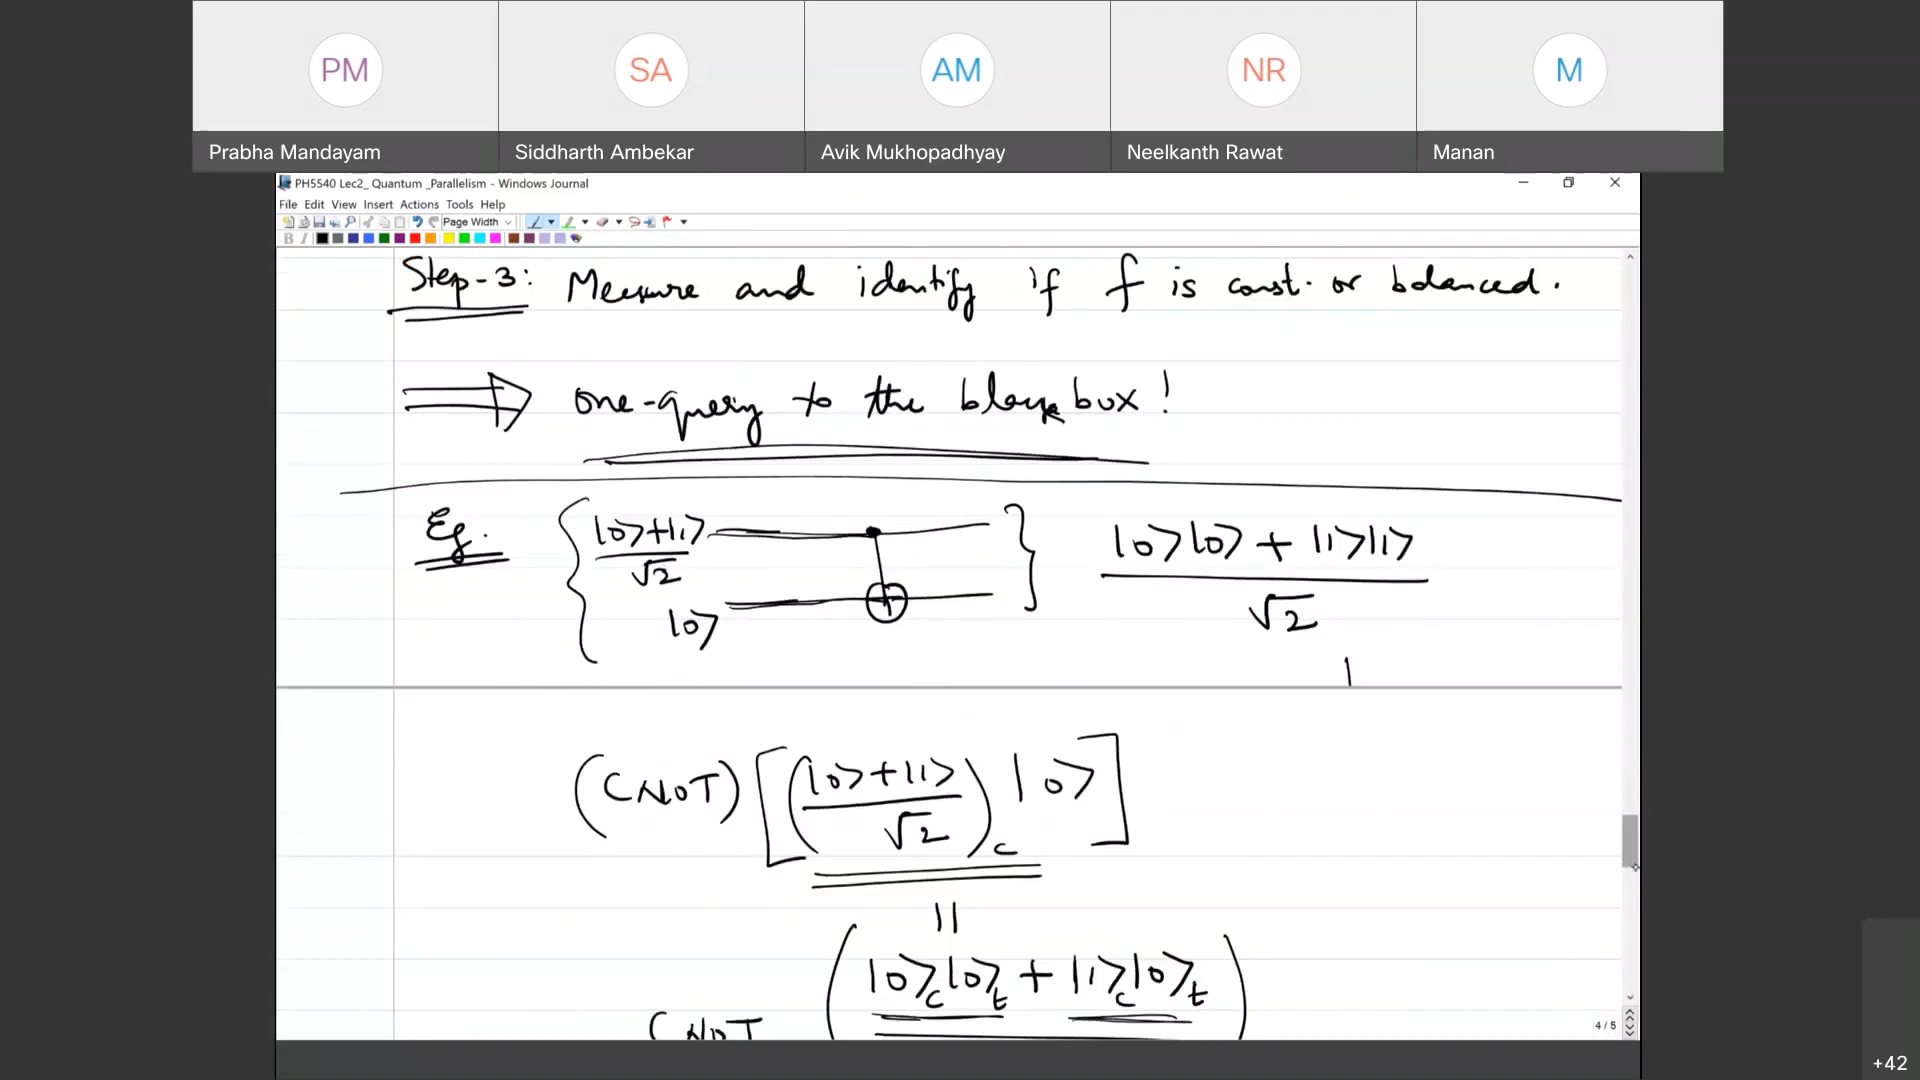 PM SA AM NR M
Prabha Mandayam Siddharth Ambekar Avik Mukhopadhyay Neelkanth Rawat Manan
PH5540 Lec2_ Quantum _Parallelism - Windows Journal
File Edit View Insert Actions Tools Help
Page Width
B I
Step-3: Measure and identify if f is const. or balanced.
⟹ one-query to the black box!
Eg. { |0>+|1> / √2 } |0>|0> + |1>|1> / √2
|0>
(CNOT) [ ( |0>+|1> / √2 )c |0> ]
||
CNOT ( |0>c|0>t + |1>c|0>t )
4 / 5
+42